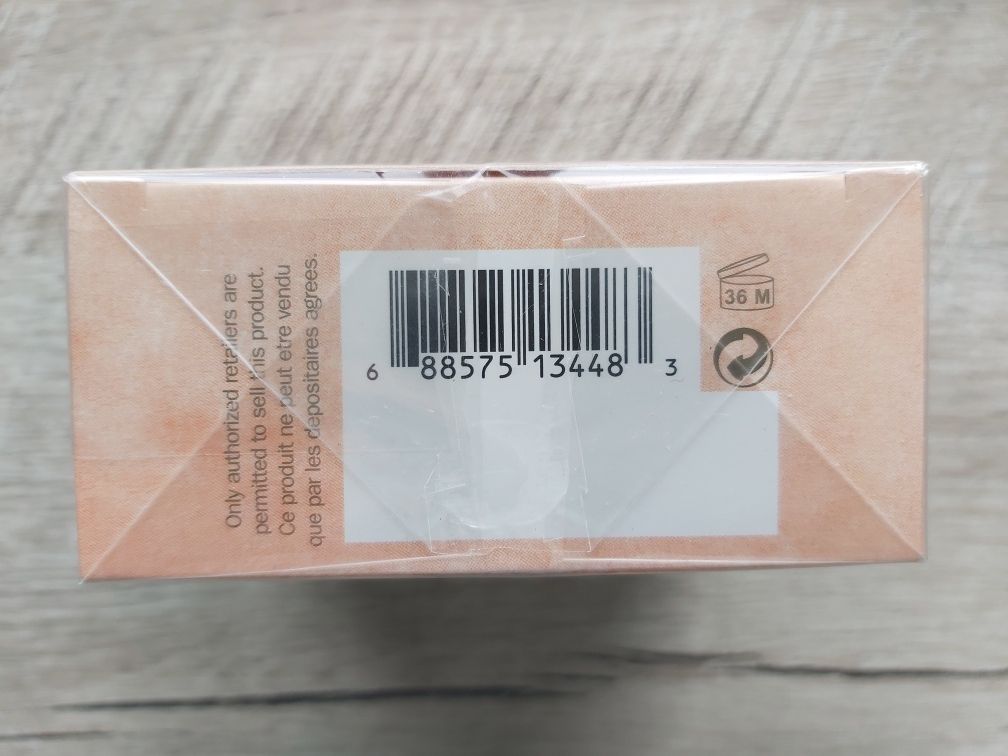 Only authorized retailers are
permitted to sell this product.
Ce produit ne peut etre vendu
que par les depositaires agrees.
6 88575 13448 3
36 M